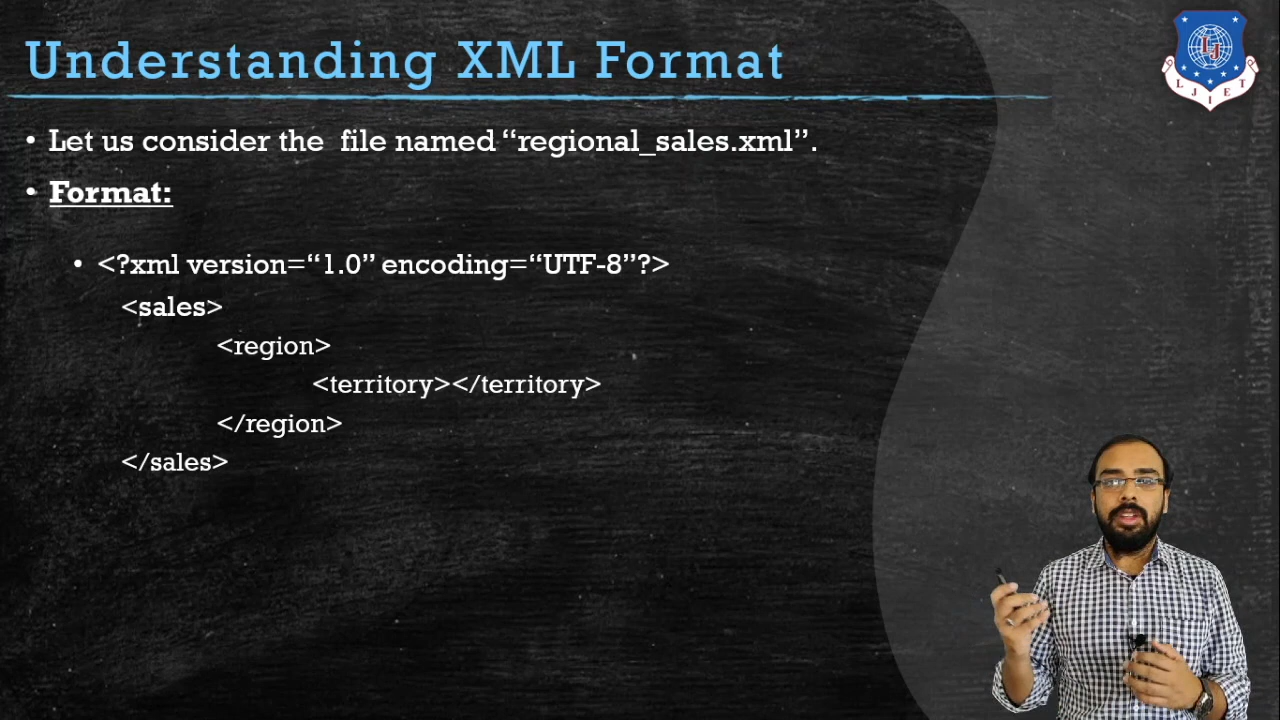 Understanding XML Format
• Let us consider the file named “regional_sales.xml”.
• Format:
• <?xml version=“1.0” encoding=“UTF-8”?>
<sales>
<region>
<territory></territory>
</region>
</sales>
LJ
L J I E T